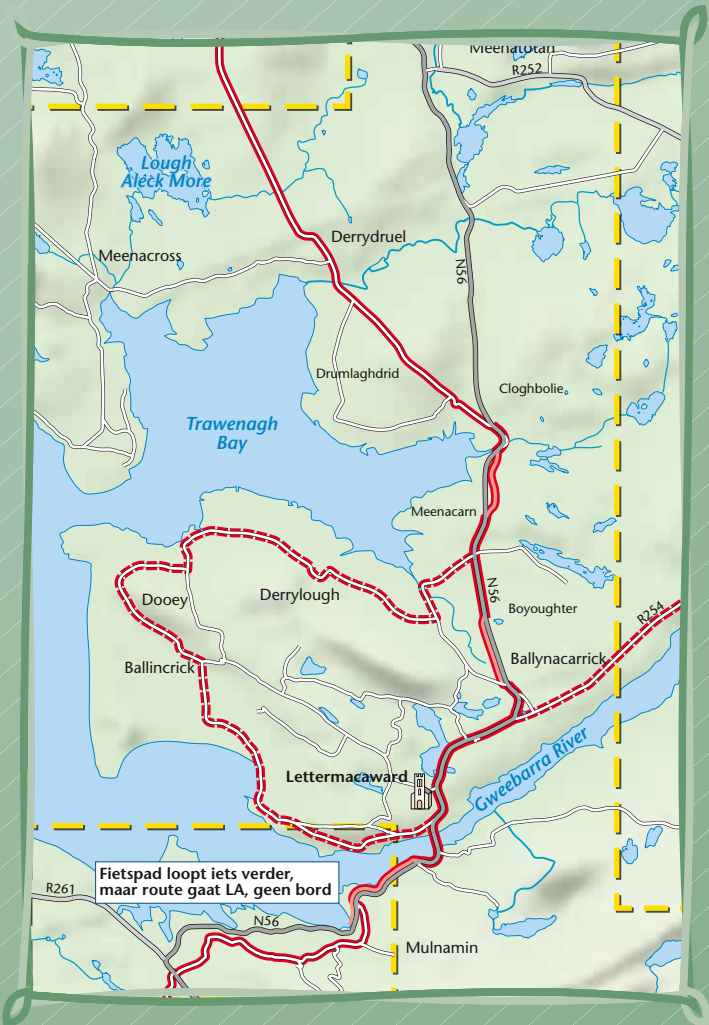 Meenatotan
R252
Lough
Aleck More
Derrydruel
Meenacross
N56
Drumlaghdrid
Cloghbolie
Trawenagh
Bay
Meenacarn
N56
Derrylough
Dooey
Boyoughter
R254
Ballynacarrick
Ballincrick
Gweebarra River
Lettermacaward
Fietspad loopt iets verder,
maar route gaat LA, geen bord
R261
N56
Mulnamin